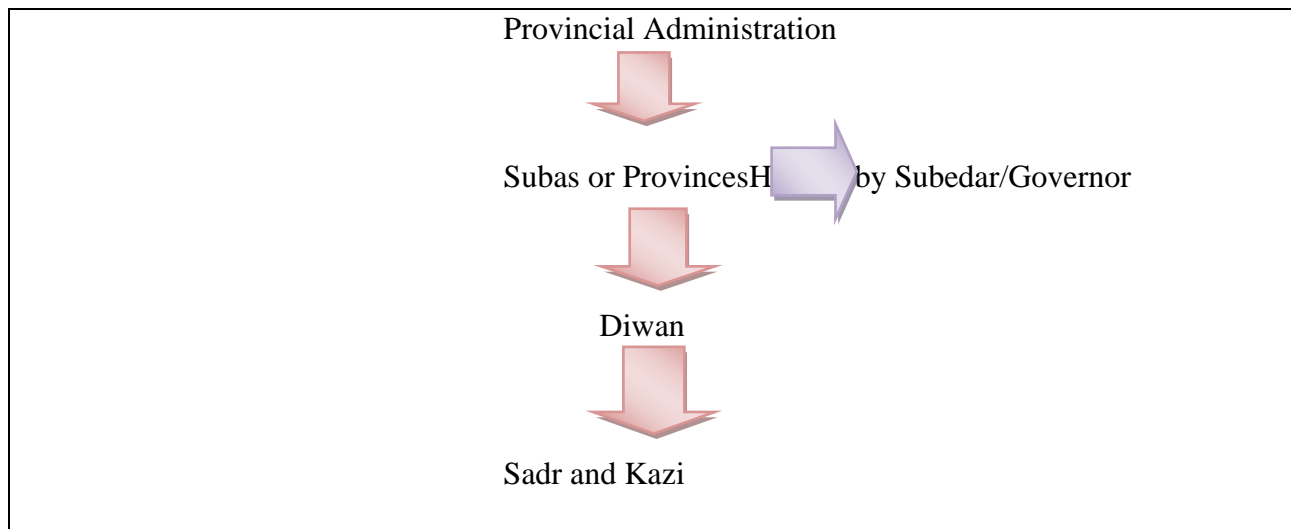 Provincial Administration
Subas or Provinces by Subedar/Governor
Diwan
Sadr and Kazi